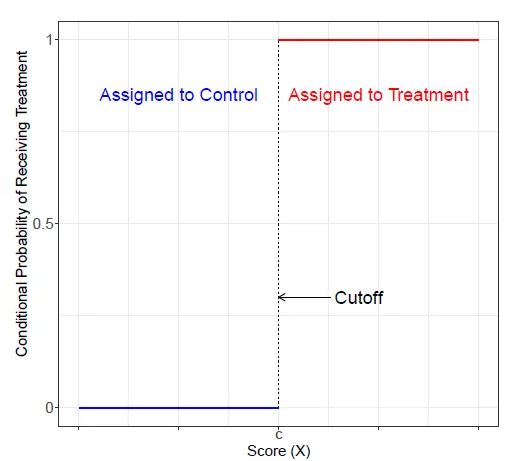 Conditional Probability of Receiving Treatment
1
Assigned to Control
Assigned to Treatment
0.5
Cutoff
0
c
Score (X)